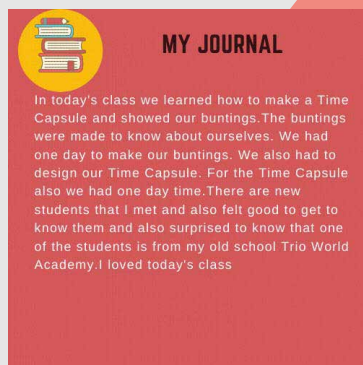 MY JOURNAL
In today's class we learned how to make a Time
Capsule and showed our buntings.The buntings
were made to know about ourselves. We had
one day to make our buntings. We also had to
design our Time Capsule. For the Time Capsule
also we had one day time.There are new
students that I met and also felt good to get to
know them and also surprised to know that one
of the students is from my old school Trio World
Academy.I loved today's class